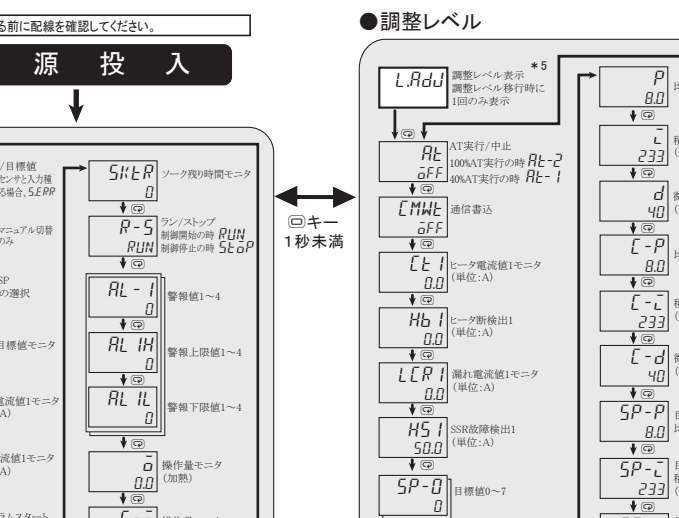 る前に配線を確認してください。
源 投 入
/目標値
センサと入力種
る場合、S.ERR
マニュアル切替
のみ
SP
の選択
目標値モニタ
電流値1モニタ
A)
流値1モニタ
A)
ラムスタート
SKTR
0
ソーク残り時間モニタ
R-S
RUN
ラン/ストップ
制御開始の時 RUN
制御停止の時 SToP
AL-1
0
警報値1～4
AL 1H
0
警報上限値1～4
AL 1L
0
警報下限値1～4
o
0.0
操作量モニタ
(加熱)
キー
1秒未満
●調整レベル
L.AdJ
調整レベル表示 *5
調整レベル移行時に
1回のみ表示
AT
oFF
AT実行/中止
100%AT実行の時 AT-2
40%AT実行の時 AT-1
CMWT
oFF
通信書込
CT1
0.0
ヒータ電流値1モニタ
(単位:A)
Hb1
0.0
ヒータ断検出1
(単位:A)
LCR1
0.0
漏れ電流値1モニタ
(単位:A)
HS1
50.0
SSR故障検出1
(単位:A)
SP-0
0
目標値0～7
P
8.0
i
233
d
40
C-P
8.0
C-i
233
C-d
40
SP-P
8.0
SP-i
233